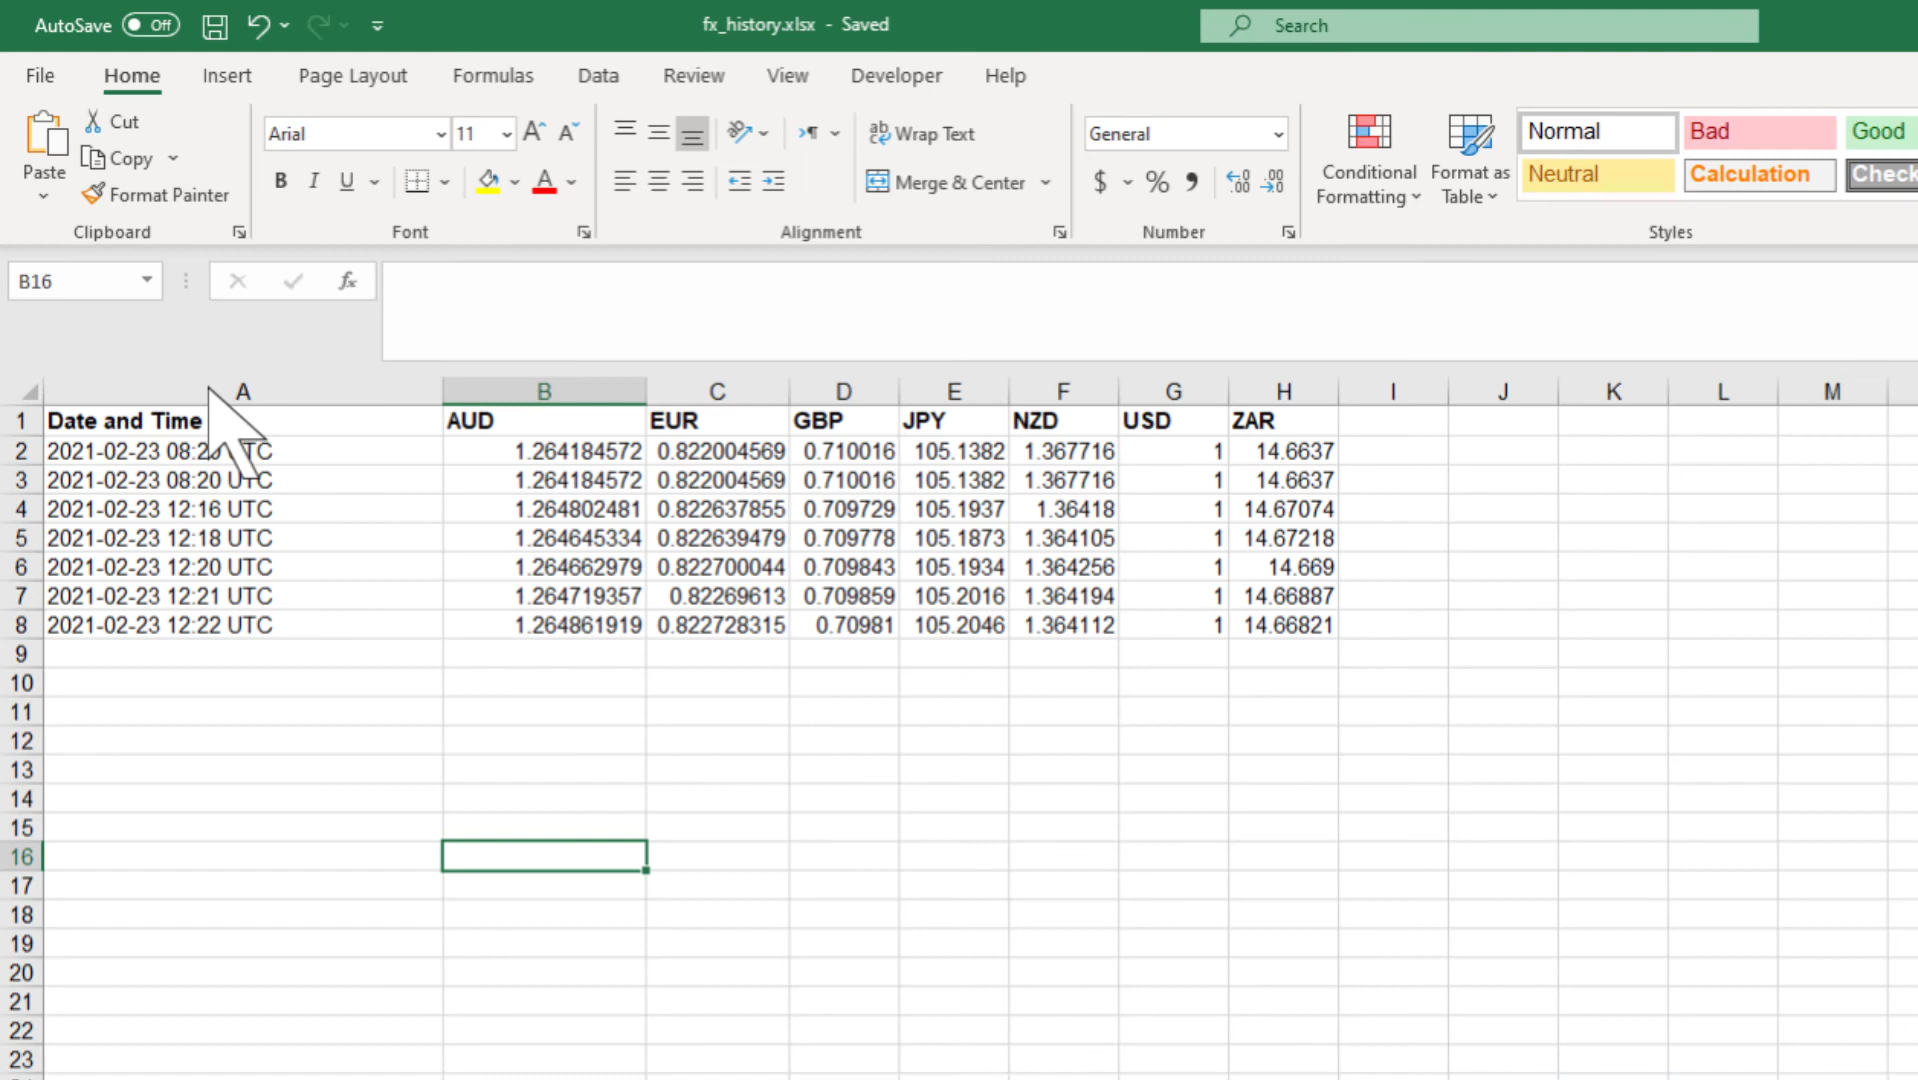 AutoSave Off fx_history.xlsx - Saved Search
File Home Insert Page Layout Formulas Data Review View Developer Help
Paste Cut Copy Format Painter
Arial 11
B I U A
ab Wrap Text
Merge & Center
General
$ % 9 .00 .00
Conditional Formatting
Format as Table
Normal Bad Good
Neutral Calculation Check
Clipboard Font Alignment Number Styles
B16 fx
A B C D E F G H I J K L M
1 Date and Time AUD EUR GBP JPY NZD USD ZAR
2 2021-02-23 08:20 UTC 1.264184572 0.822004569 0.710016 105.1382 1.367716 1 14.6637
3 2021-02-23 08:20 UTC 1.264184572 0.822004569 0.710016 105.1382 1.367716 1 14.6637
4 2021-02-23 12:16 UTC 1.264802481 0.822637855 0.709729 105.1937 1.36418 1 14.67074
5 2021-02-23 12:18 UTC 1.264645334 0.822639479 0.709778 105.1873 1.364105 1 14.67218
6 2021-02-23 12:20 UTC 1.264662979 0.822700044 0.709843 105.1934 1.364256 1 14.669
7 2021-02-23 12:21 UTC 1.264719357 0.82269613 0.709859 105.2016 1.364194 1 14.66887
8 2021-02-23 12:22 UTC 1.264861919 0.822728315 0.70981 105.2046 1.364112 1 14.66821
9
10
11
12
13
14
15
16
17
18
19
20
21
22
23